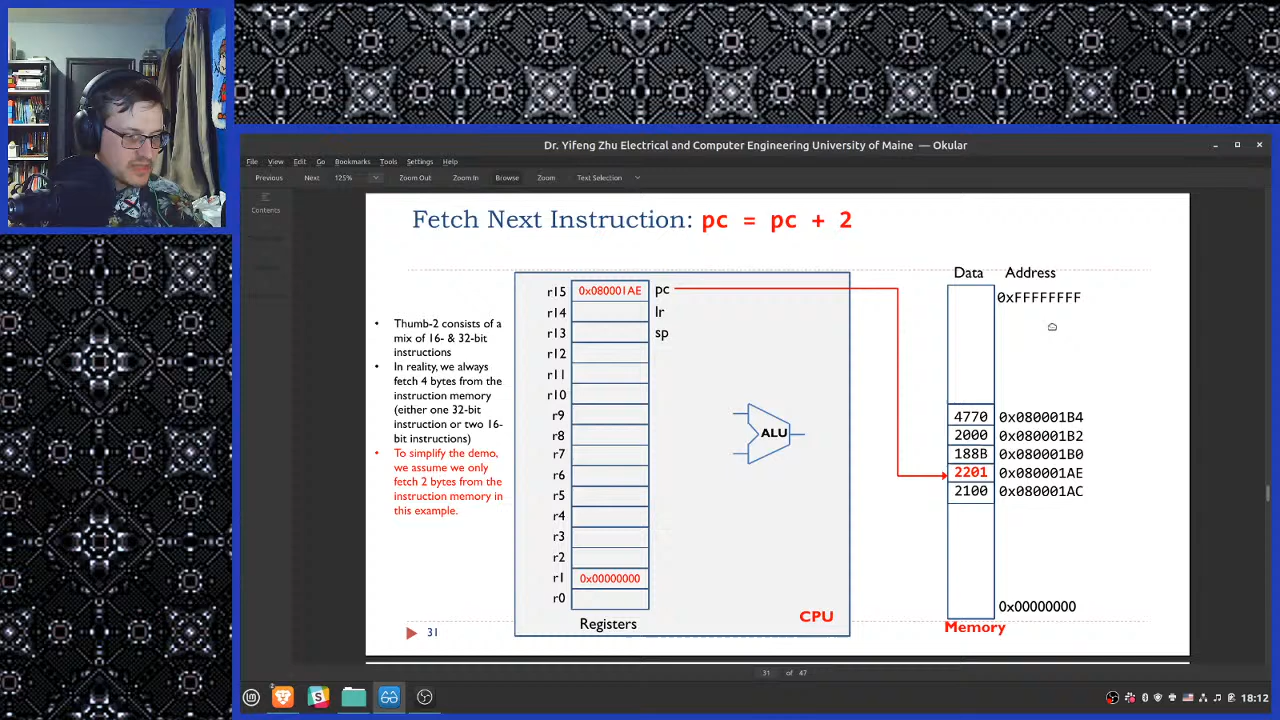 Dr. Yifeng Zhu Electrical and Computer Engineering University of Maine — Okular
File View Edit Go Bookmarks Tools Settings Help
Previous Next 125% Zoom Out Zoom In Browse Zoom Text Selection
Contents
Fetch Next Instruction: pc = pc + 2
• Thumb-2 consists of a
mix of 16- & 32-bit
instructions
• In reality, we always
fetch 4 bytes from the
instruction memory
(either one 32-bit
instruction or two 16-
bit instructions)
• To simplify the demo,
we assume we only
fetch 2 bytes from the
instruction memory in
this example.
r15 0x080001AE pc
r14 lr
r13 sp
r12
r11
r10
r9
r8
r7
r6
r5
r4
r3
r2
r1 0x00000000
r0
Registers
ALU
CPU
Data Address
0xFFFFFFFF
4770 0x080001B4
2000 0x080001B2
188B 0x080001B0
2201 0x080001AE
2100 0x080001AC
0x00000000
Memory
31
31 of 47
18:12